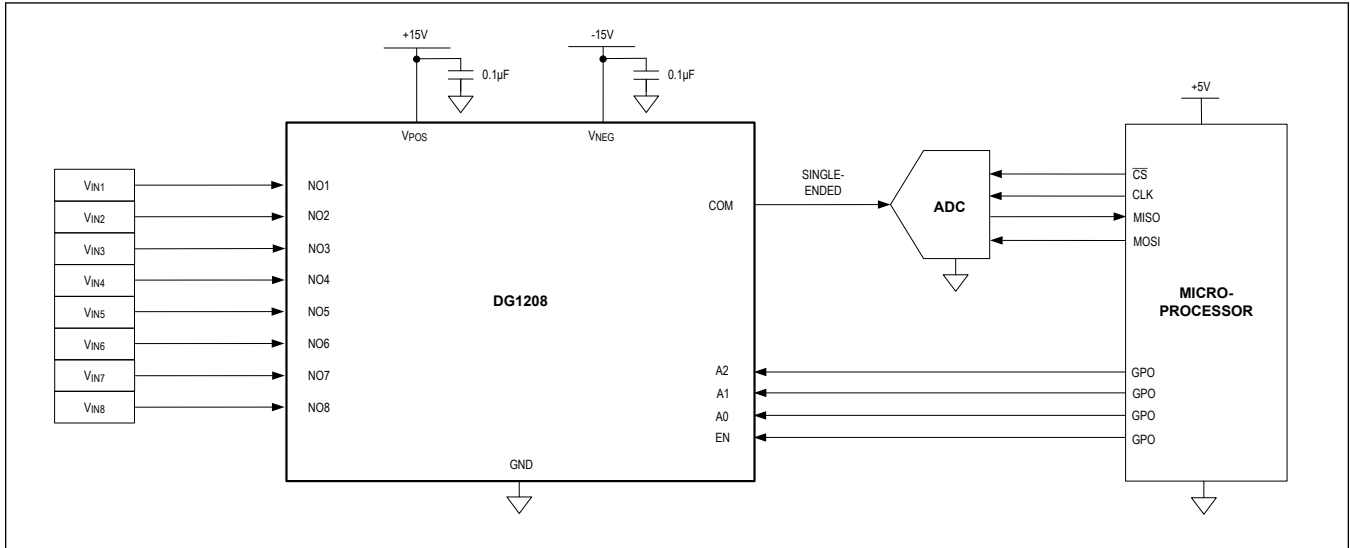 +15V
-15V
0.1µF
0.1µF
+5V
VPOS
VNEG
VIN1
VIN2
VIN3
VIN4
VIN5
VIN6
VIN7
VIN8
NO1
NO2
NO3
NO4
NO5
NO6
NO7
NO8
DG1208
COM
A2
A1
A0
EN
GND
SINGLE-
ENDED
ADC
CS
CLK
MISO
MOSI
MICRO-
PROCESSOR
GPO
GPO
GPO
GPO